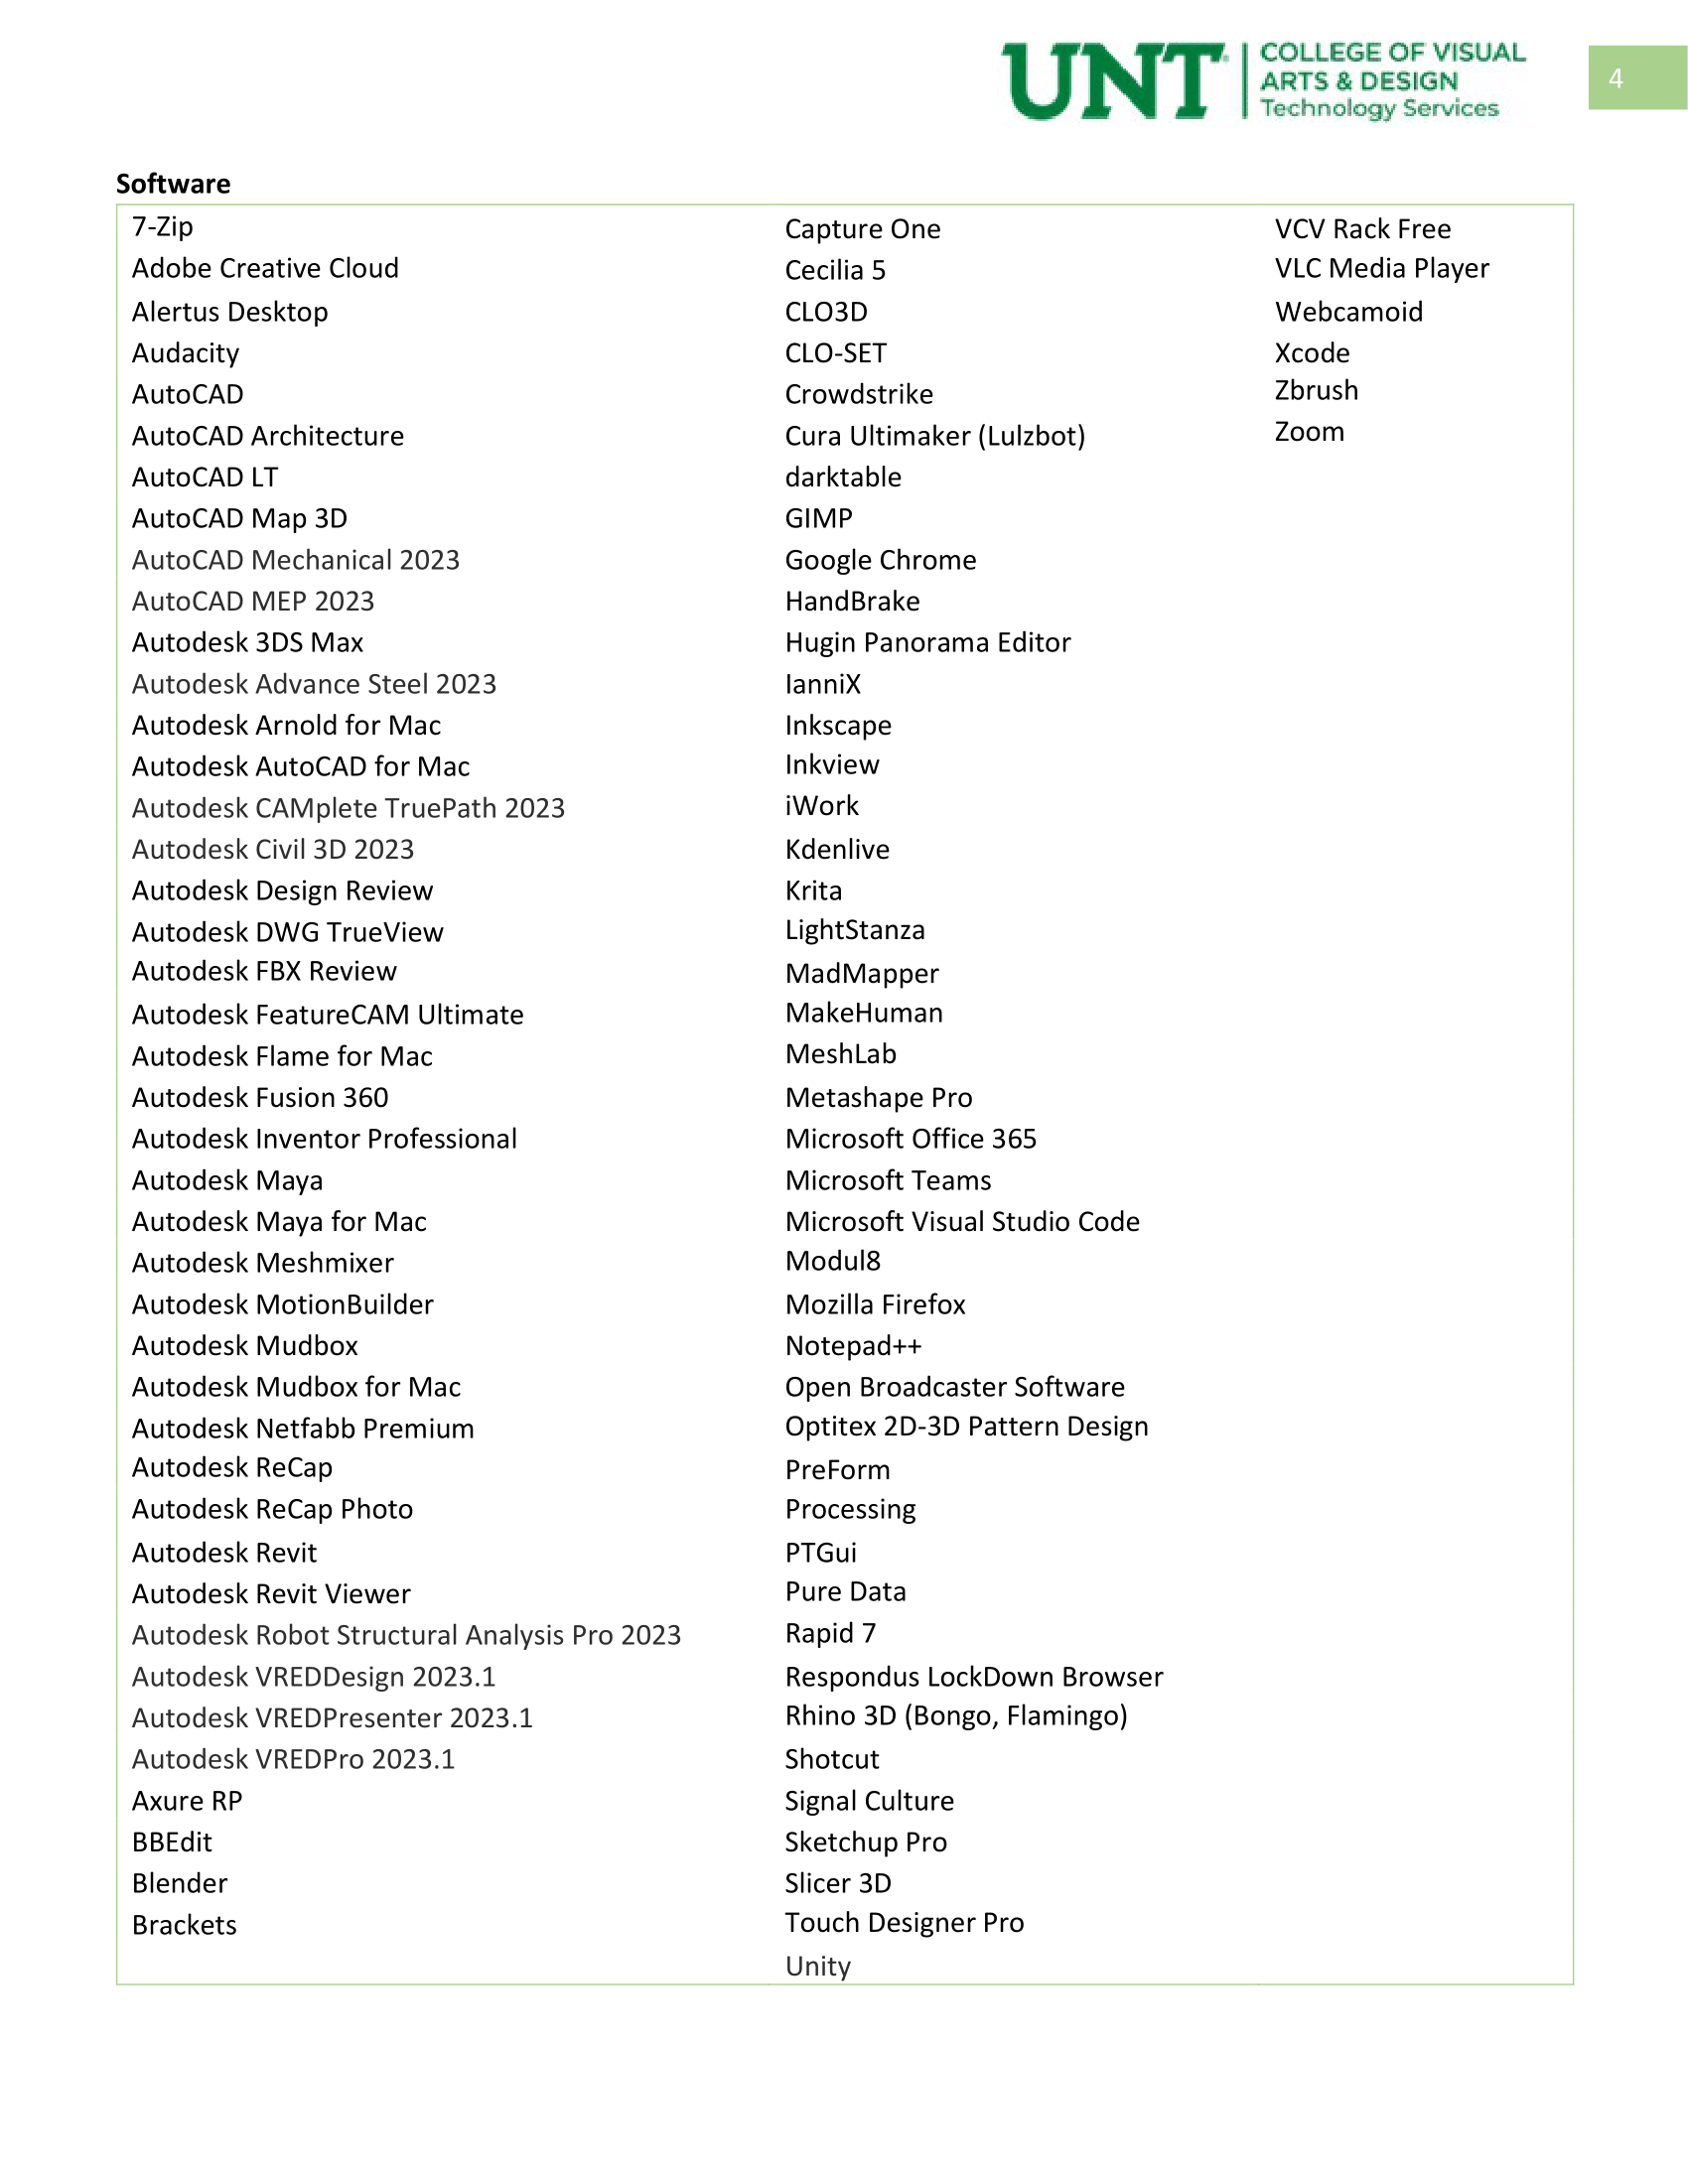 UNT
COLLEGE OF VISUAL
ARTS & DESIGN
Technology Services
4
Software
7-Zip
Adobe Creative Cloud
Alertus Desktop
Audacity
AutoCAD
AutoCAD Architecture
AutoCAD LT
AutoCAD Map 3D
AutoCAD Mechanical 2023
AutoCAD MEP 2023
Autodesk 3DS Max
Autodesk Advance Steel 2023
Autodesk Arnold for Mac
Autodesk AutoCAD for Mac
Autodesk CAMplete TruePath 2023
Autodesk Civil 3D 2023
Autodesk Design Review
Autodesk DWG TrueView
Autodesk FBX Review
Autodesk FeatureCAM Ultimate
Autodesk Flame for Mac
Autodesk Fusion 360
Autodesk Inventor Professional
Autodesk Maya
Autodesk Maya for Mac
Autodesk Meshmixer
Autodesk MotionBuilder
Autodesk Mudbox
Autodesk Mudbox for Mac
Autodesk Netfabb Premium
Autodesk ReCap
Autodesk ReCap Photo
Autodesk Revit
Autodesk Revit Viewer
Autodesk Robot Structural Analysis Pro 2023
Autodesk VREDDesign 2023.1
Autodesk VREDPresenter 2023.1
Autodesk VREDPro 2023.1
Axure RP
BBEdit
Blender
Brackets
Capture One
Cecilia 5
CLO3D
CLO-SET
Crowdstrike
Cura Ultimaker (Lulzbot)
darktable
GIMP
Google Chrome
HandBrake
Hugin Panorama Editor
IanniX
Inkscape
Inkview
iWork
Kdenlive
Krita
LightStanza
MadMapper
MakeHuman
MeshLab
Metashape Pro
Microsoft Office 365
Microsoft Teams
Microsoft Visual Studio Code
Modul8
Mozilla Firefox
Notepad++
Open Broadcaster Software
Optitex 2D-3D Pattern Design
PreForm
Processing
PTGui
Pure Data
Rapid 7
Respondus LockDown Browser
Rhino 3D (Bongo, Flamingo)
Shotcut
Signal Culture
Sketchup Pro
Slicer 3D
Touch Designer Pro
Unity
VCV Rack Free
VLC Media Player
Webcamoid
Xcode
Zbrush
Zoom